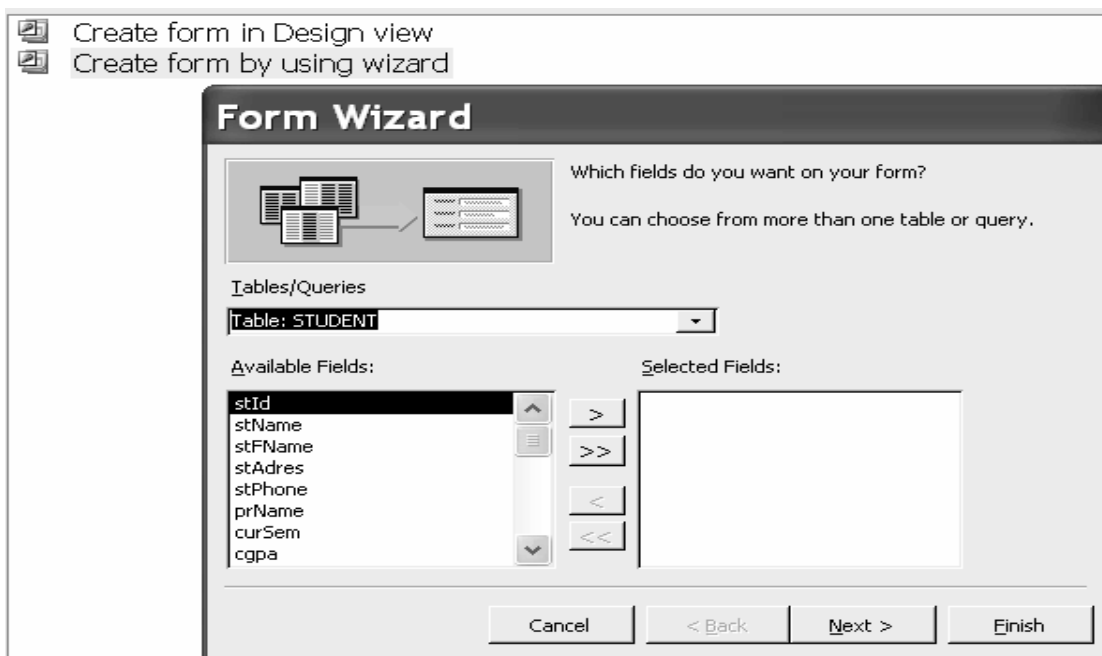 Create form in Design view
Create form by using wizard
Form Wizard
Which fields do you want on your form?
You can choose from more than one table or query.
Tables/Queries
Table: STUDENT
Available Fields:
Selected Fields:
stId
stName
stFName
stAdres
stPhone
prName
curSem
cgpa
>
>>
<
<<
Cancel
< Back
Next >
Finish